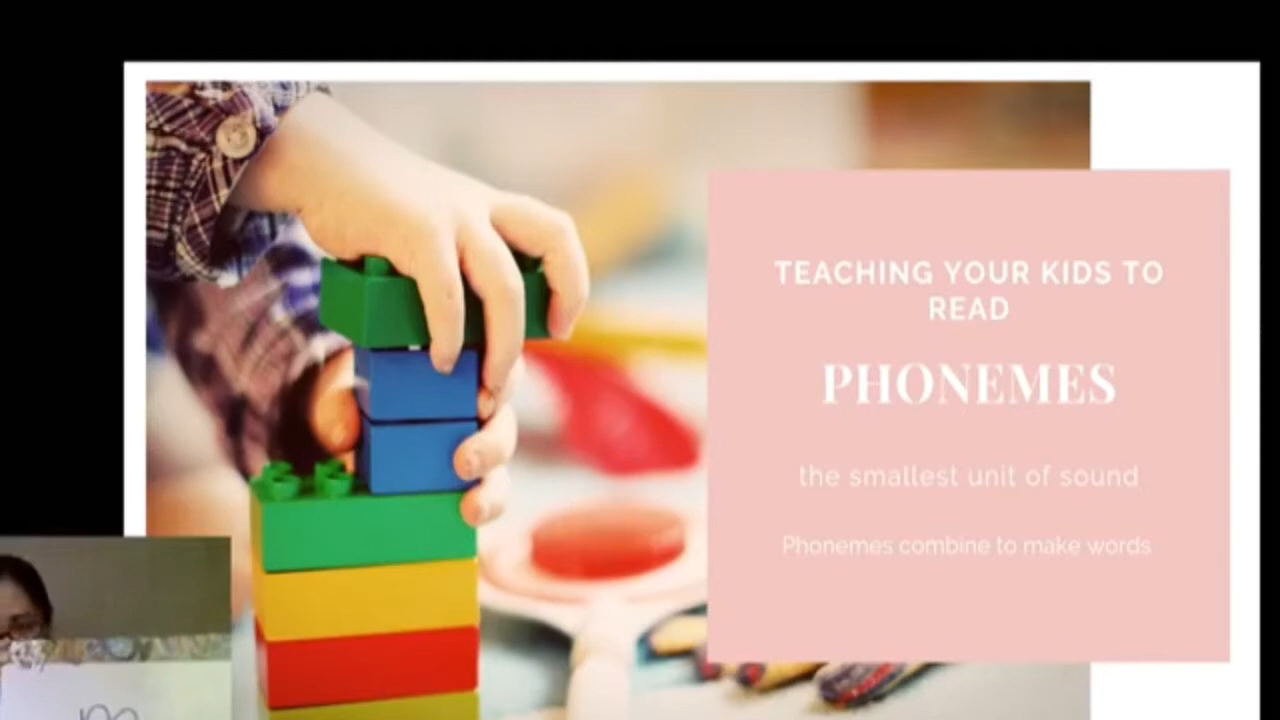 TEACHING YOUR KIDS TO
READ
PHONEMES
the smallest unit of sound
Phonemes combine to make words